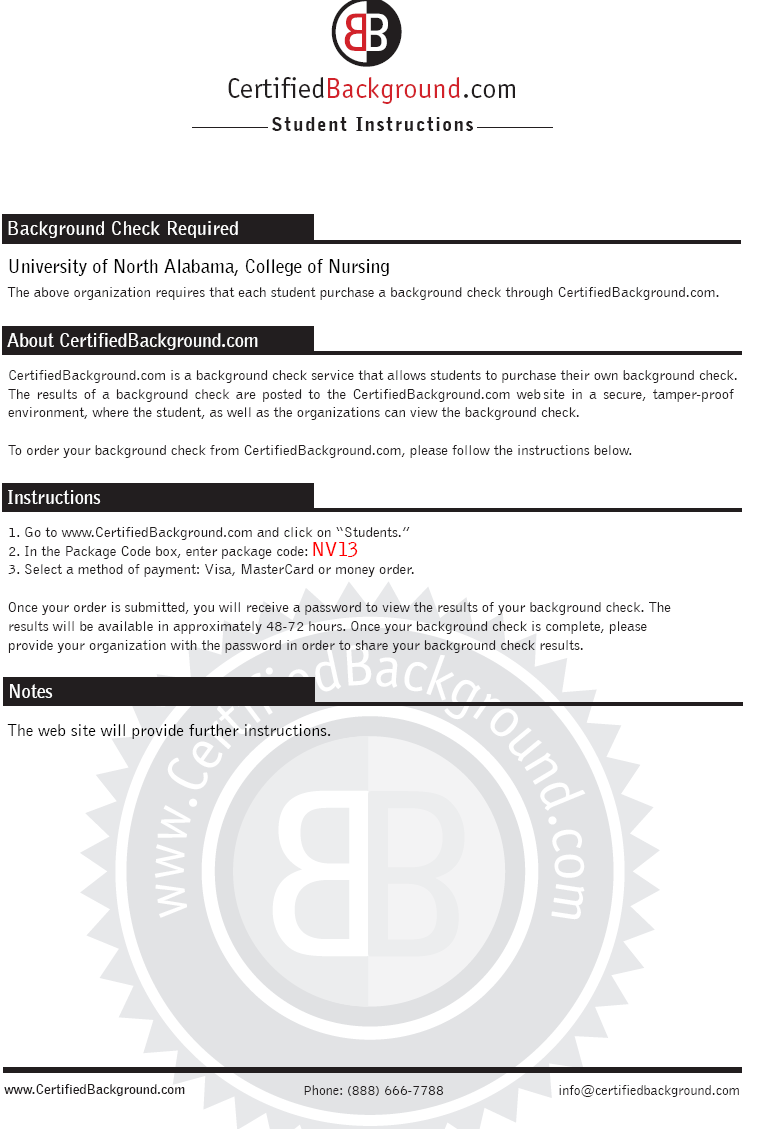 BB
CertifiedBackground.com
Student Instructions
Background Check Required
University of North Alabama, College of Nursing
The above organization requires that each student purchase a background check through CertifiedBackground.com.
About CertifiedBackground.com
CertifiedBackground.com is a background check service that allows students to purchase their own background check.
The results of a background check are posted to the CertifiedBackground.com web site in a secure, tamper-proof
environment, where the student, as well as the organizations can view the background check.
To order your background check from CertifiedBackground.com, please follow the instructions below.
Instructions
1. Go to www.CertifiedBackground.com and click on “Students.”
2. In the Package Code box, enter package code: NV13
3. Select a method of payment: Visa, MasterCard or money order.
Once your order is submitted, you will receive a password to view the results of your background check. The
results will be available in approximately 48-72 hours. Once your background check is complete, please
provide your organization with the password in order to share your background check results.
Notes
The web site will provide further instructions.
www.CertifiedBackground.com
BB
www.CertifiedBackground.com Phone: (888) 666-7788 info@certifiedbackground.com